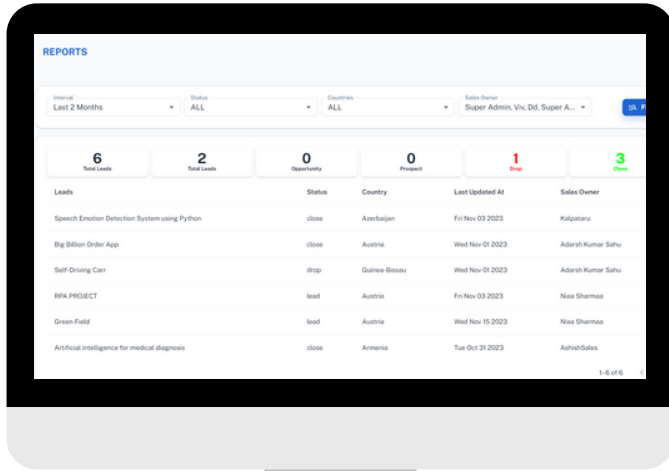 REPORTS
Interval Status Countries Sales Owner
Last 2 Months ALL ALL Super Admin, Viv, Dd, Super A...
6 2 0 0 1 3
Total Leads Total Leads Opportunity Prospect Drop Close
Leads Status Country Last Updated At Sales Owner
Speech Emotion Detection System using Python close Azerbaijan Fri Nov 03 2023 Kalpataru
Big Billion Order App close Austria Wed Nov 01 2023 Adarsh Kumar Sahu
Self-Driving Carr drop Guinea-Bissau Wed Nov 01 2023 Adarsh Kumar Sahu
RPA PROJECT lead Austria Fri Nov 03 2023 Niaa Sharmaa
Green Field lead Austria Wed Nov 15 2023 Niaa Sharmaa
Artificial intelligence for medical diagnosis close Armenia Tue Oct 31 2023 AshishSales
1–6 of 6